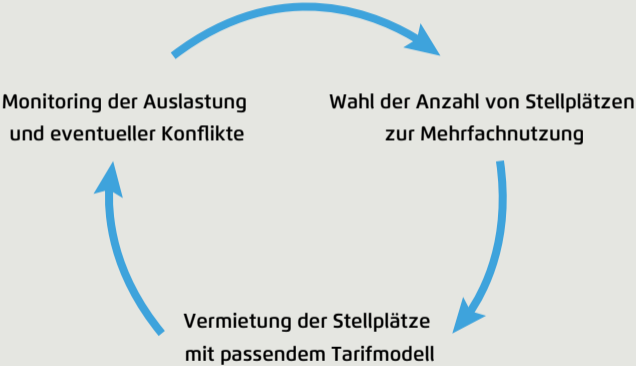 Monitoring der Auslastung
und eventueller Konflikte
Wahl der Anzahl von Stellplätzen
zur Mehrfachnutzung
Vermietung der Stellplätze
mit passendem Tarifmodell